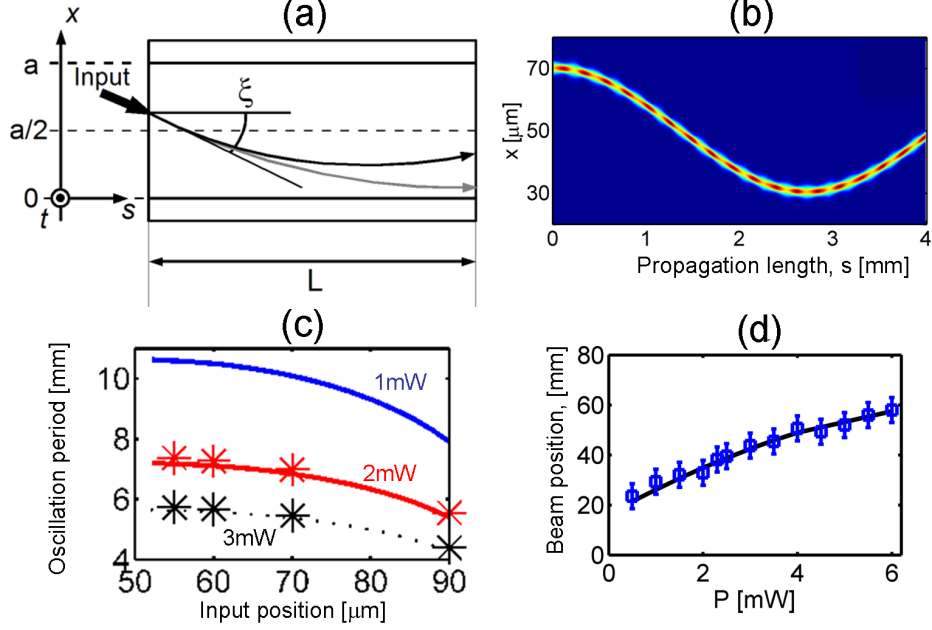 (a)
x
a
Input
ξ
a/2
0
t
s
L
(b)
70
50
30
x [μm]
0 1 2 3 4
Propagation length, s [mm]
(c)
10
8
6
4
Oscillation period [mm]
1mW
2mW
3mW
50 60 70 80 90
Input position [μm]
(d)
80
60
40
20
0
Beam position, [mm]
0 2 4 6
P [mW]